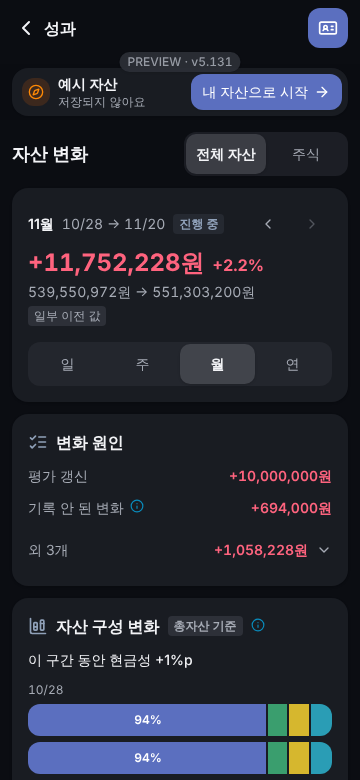 성과
PREVIEW · v5.131
예시 자산
저장되지 않아요
내 자산으로 시작 →
자산 변화
전체 자산
주식
11월 10/28 → 11/20 진행 중
+11,752,228원 +2.2%
539,550,972원 → 551,303,200원
일부 이전 값
일 주 월 연
변화 원인
평가 갱신 +10,000,000원
기록 안 된 변화 +694,000원
외 3개 +1,058,228원
자산 구성 변화 총자산 기준
이 구간 동안 현금성 +1%p
10/28
94%
94%